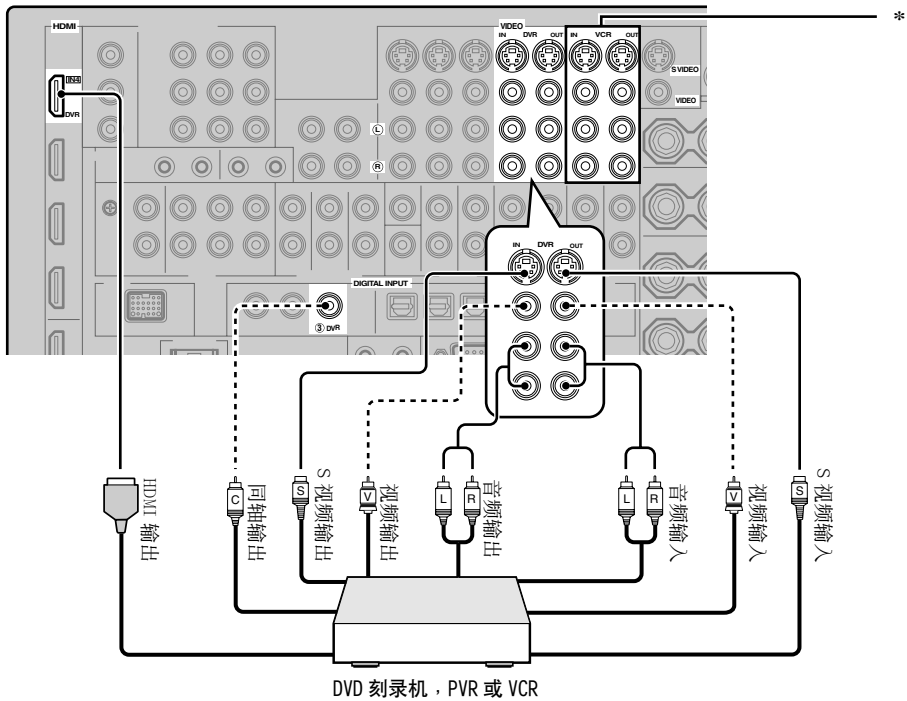 *
HDMI
VIDEO
IN DVR OUT
IN VCR OUT
S VIDEO
VIDEO
IN4
DVR
L
R
IN DVR OUT
DIGITAL INPUT
③ DVR
C
S
V
L
R
L
R
V
S
HDMI 输出
同轴输出
S 视频输出
视频输出
音频输出
音频输入
视频输入
S 视频输入
DVD 刻录机，PVR 或 VCR